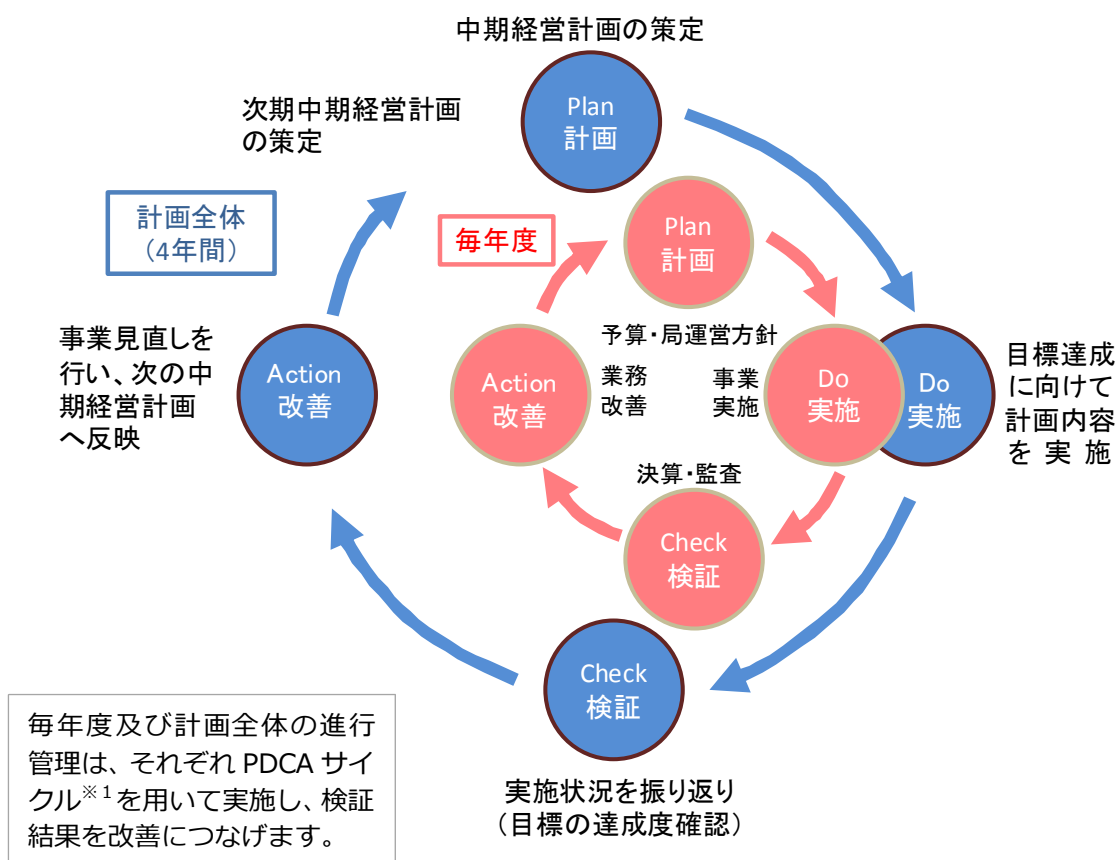 中期経営計画の策定
Plan
計画
次期中期経営計画
の策定
計画全体
（4年間）
毎年度
Plan
計画
事業見直しを
行い、次の中
期経営計画
へ反映
Action
改善
Action
改善
予算・局運営方針
業務
改善
事業
実施
Do
実施
Do
実施
目標達成
に向けて
計画内容
を実施
決算・監査
Check
検証
Check
検証
実施状況を振り返り
（目標の達成度確認）
毎年度及び計画全体の進行
管理は、それぞれ PDCA サイ
クル※1を用いて実施し、検証
結果を改善につなげます。